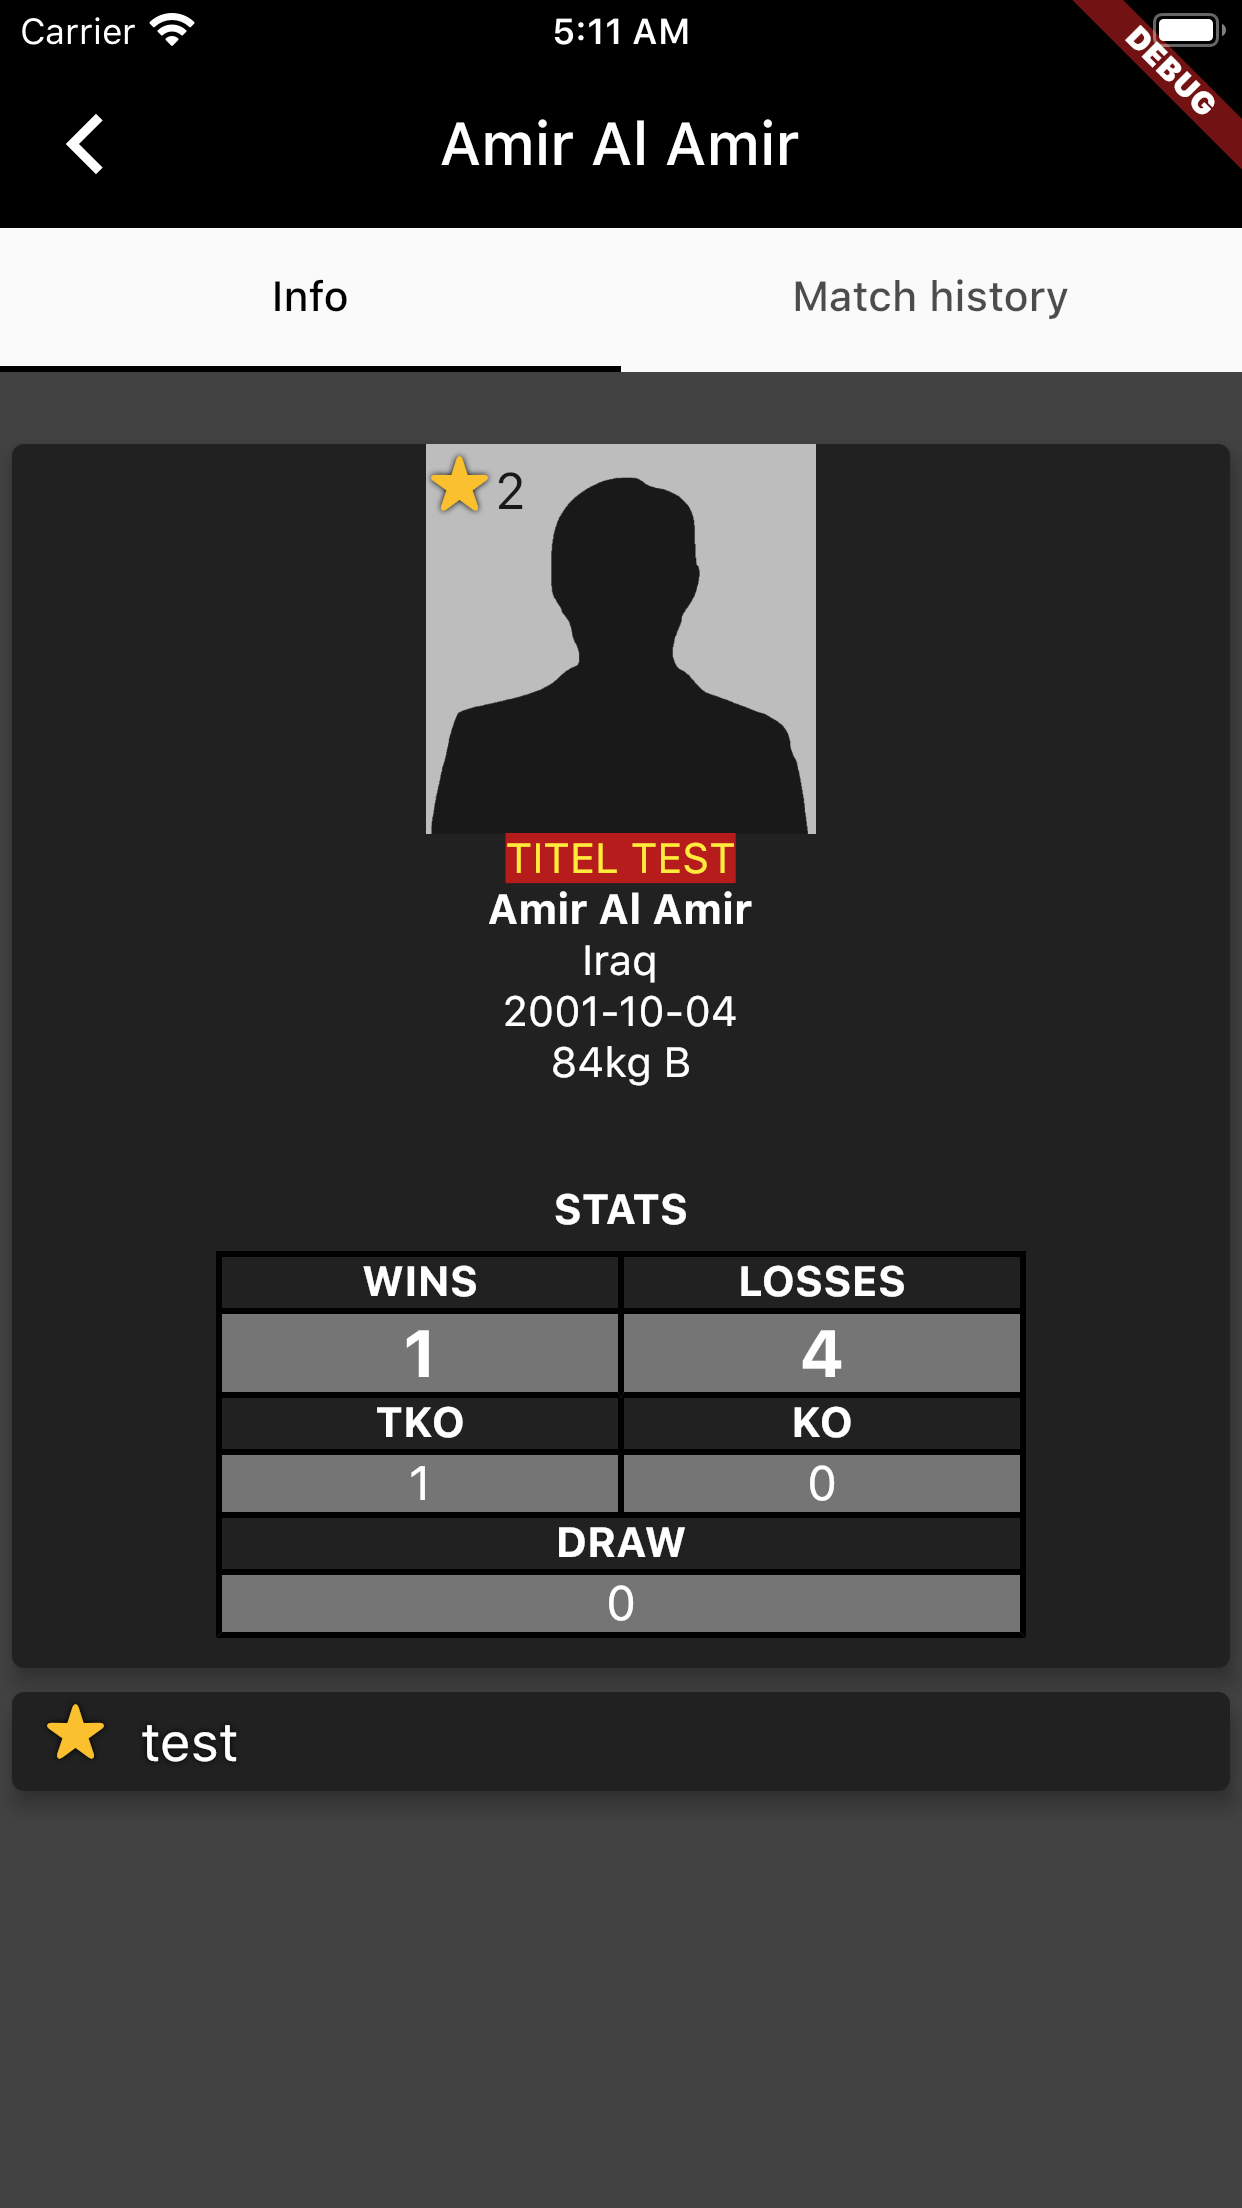 Carrier 5:11 AM
DEBUG
Amir Al Amir
Info Match history
2
TITEL TEST
Amir Al Amir
Iraq
2001-10-04
84kg B
STATS
WINS LOSSES
1 4
TKO KO
1 0
DRAW
0
test